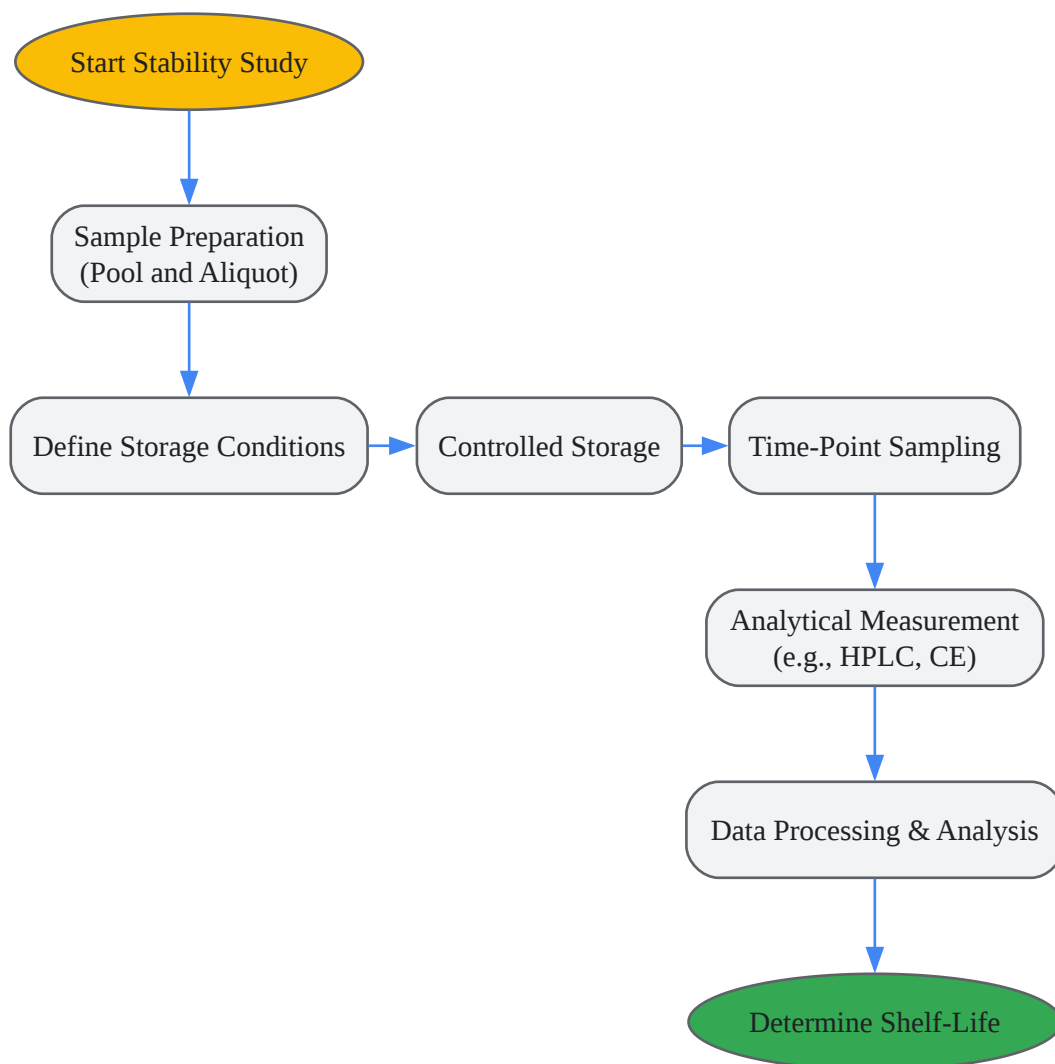 Start Stability Study
Sample Preparation
(Pool and Aliquot)
Define Storage Conditions
Controlled Storage
Time-Point Sampling
Analytical Measurement
(e.g., HPLC, CE)
Data Processing & Analysis
Determine Shelf-Life